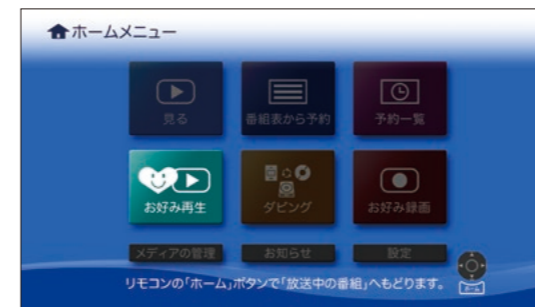 ホームメニュー
見る
番組表から予約
予約一覧
お好み再生
ダビング
お好み録画
メディアの管理
お知らせ
設定
リモコンの「ホーム」ボタンで「放送中の番組」へもどります。
ホーム